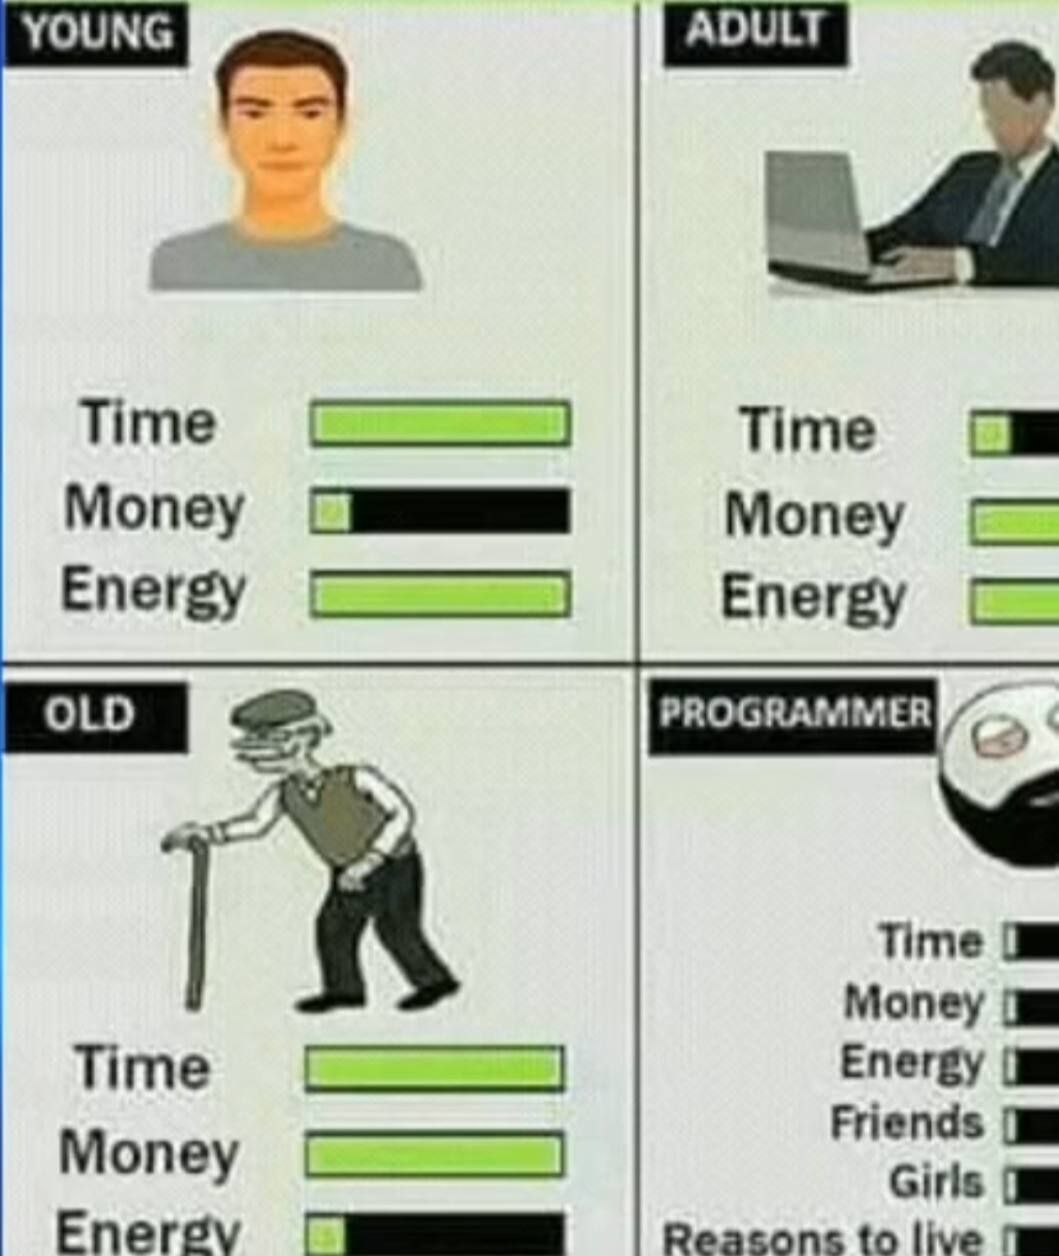 YOUNG
Time
Money
Energy
ADULT
Time
Money
Energy
OLD
Time
Money
Energy
PROGRAMMER
Time
Money
Energy
Friends
Girls
Reasons to live